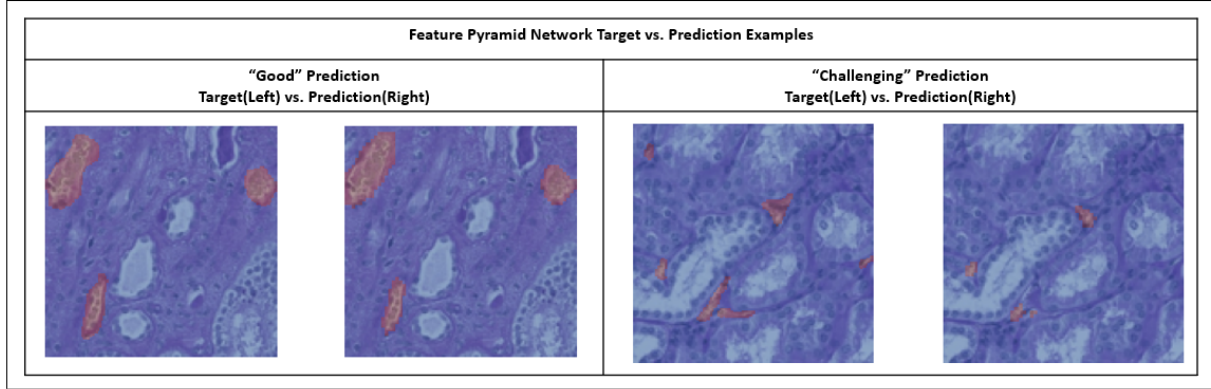 Feature Pyramid Network Target vs. Prediction Examples
“Good” Prediction
Target(Left) vs. Prediction(Right)
“Challenging” Prediction
Target(Left) vs. Prediction(Right)